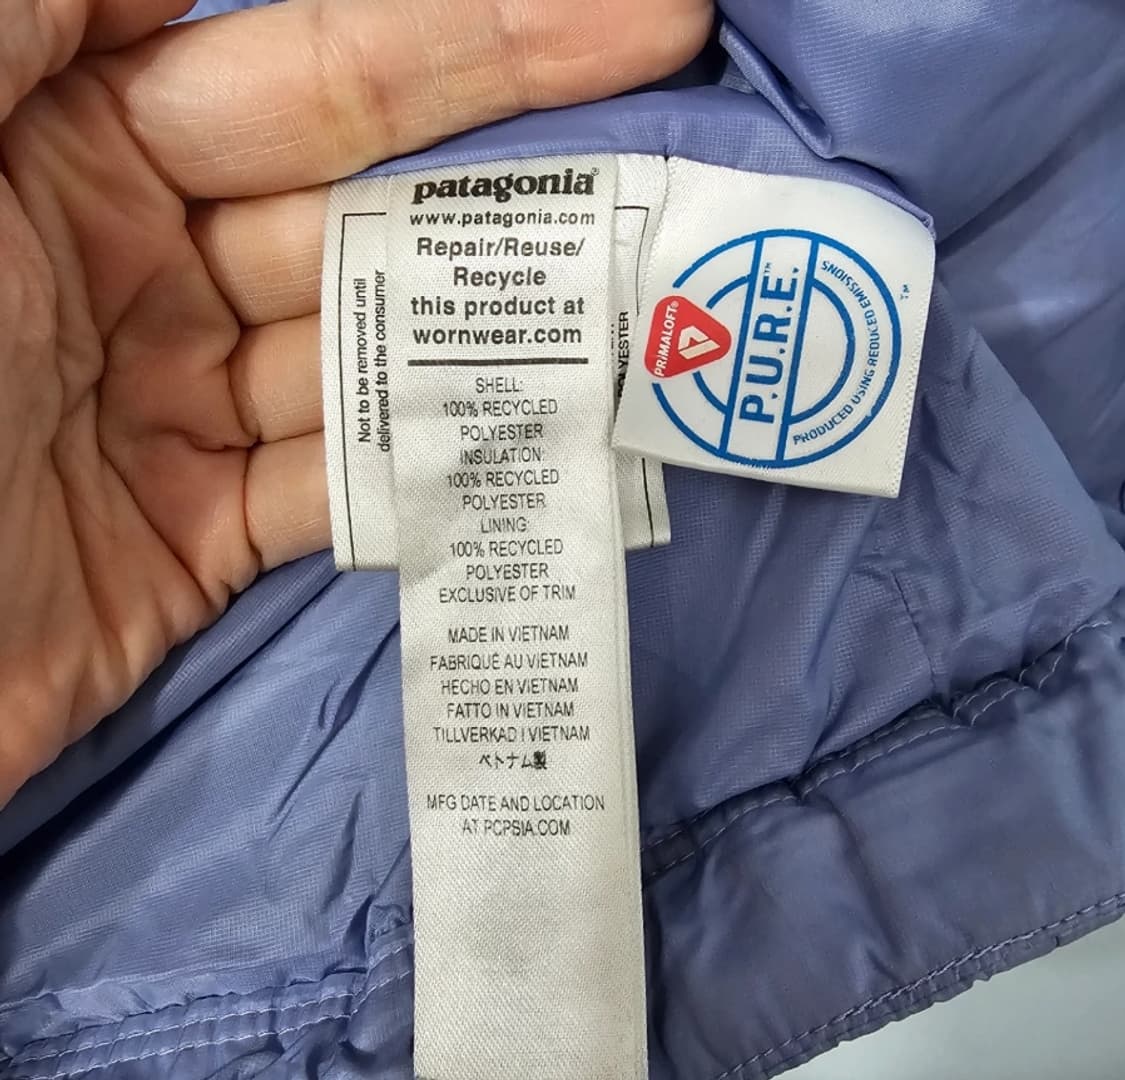 patagonia®
www.patagonia.com
Repair/Reuse/
Recycle
this product at
wornwear.com
SHELL:
100% RECYCLED
POLYESTER
INSULATION:
100% RECYCLED
POLYESTER
LINING:
100% RECYCLED
POLYESTER
EXCLUSIVE OF TRIM
MADE IN VIETNAM
FABRIQUÉ AU VIETNAM
HECHO EN VIETNAM
FATTO IN VIETNAM
TILLVERKAD I VIETNAM
ベトナム製
MFG DATE AND LOCATION
AT PCPSIA.COM
Not to be removed until
delivered to the consumer
PRIMALOFT®
P.U.R.E.™
PRODUCED USING REDUCED EMISSIONS
™